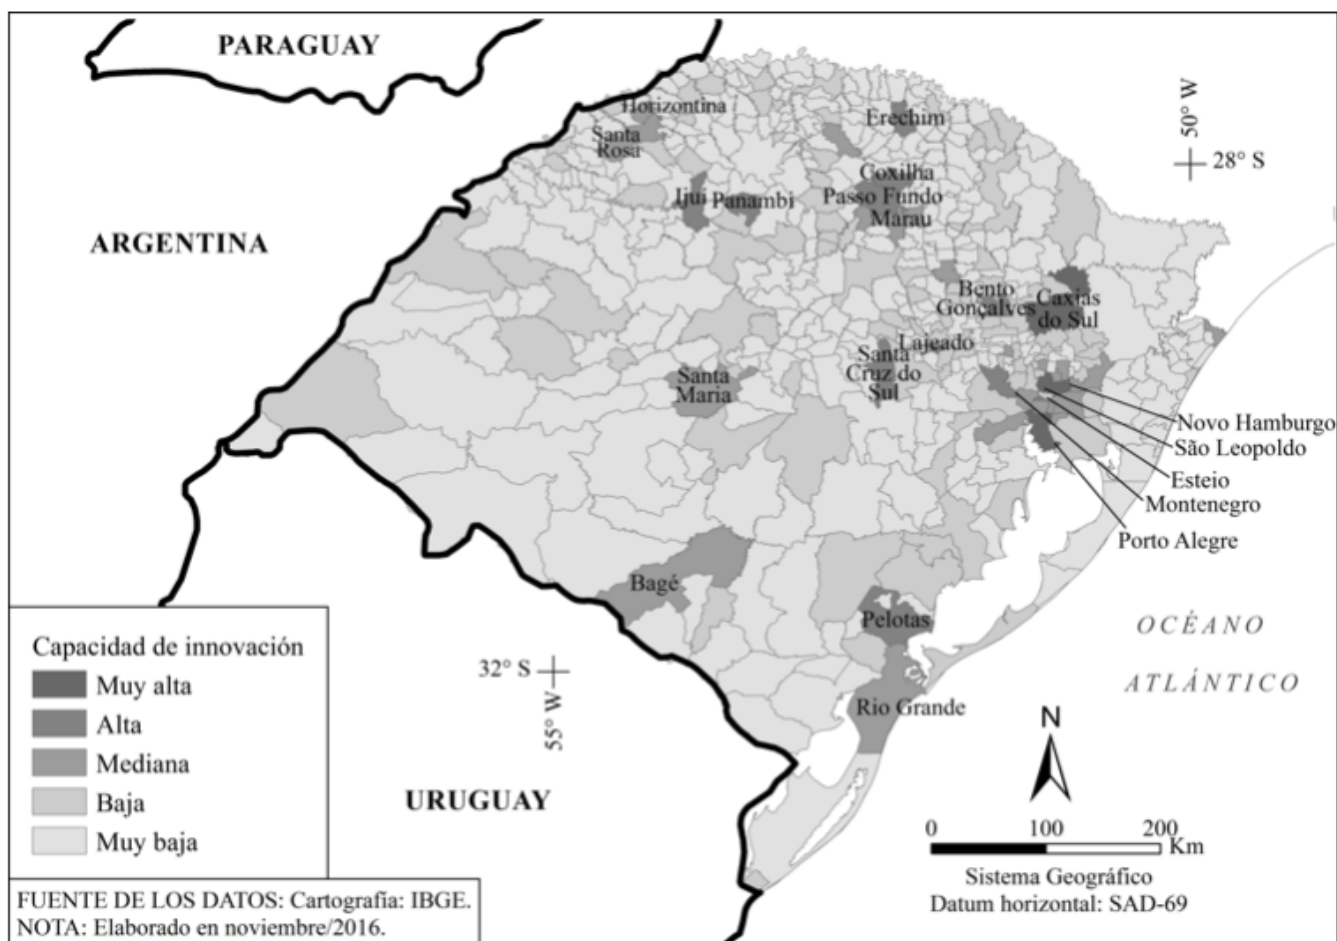 PARAGUAY
50° W
28° S
Horizontina
Erechim
Santa
Rosa
Coxilha
Ijuí
Panambi
Passo Fundo
Marau
ARGENTINA
Bento
Gonçalves
Caxias
do Sul
Lajeado
Santa
Cruz do
Sul
Santa
Maria
Novo Hamburgo
São Leopoldo
Esteio
Montenegro
Porto Alegre
Bagé
Pelotas
OCÉANO
ATLÁNTICO
Rio Grande
32° S
55° W
URUGUAY
Capacidad de innovación
Muy alta
Alta
Mediana
Baja
Muy baja
N
0 100 200
Km
Sistema Geográfico
Datum horizontal: SAD-69
FUENTE DE LOS DATOS: Cartografía: IBGE.
NOTA: Elaborado en noviembre/2016.